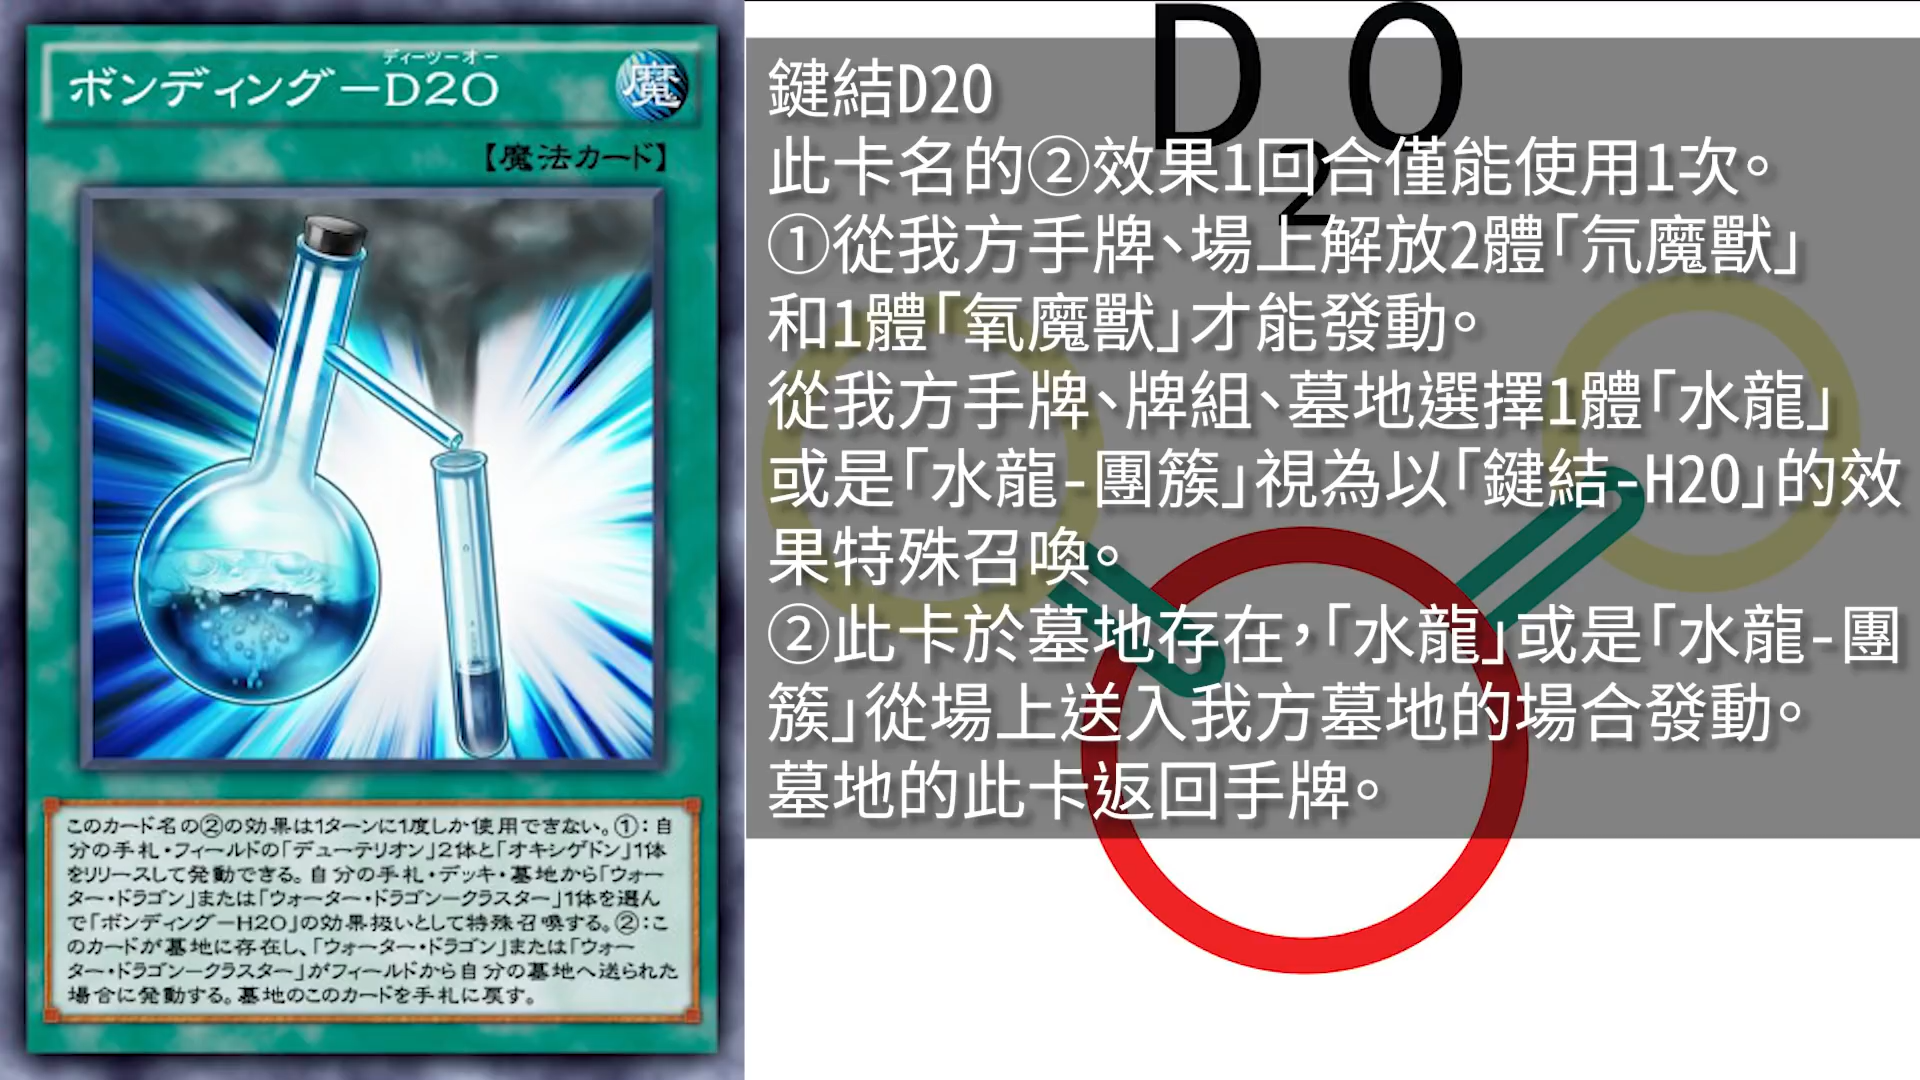 ディーツーオー
ボンディング－D2O
魔
【魔法カード】
このカード名の②の効果は1ターンに1度しか使用できない。①：自
分の手札・フィールドの「デューテリオン」2体と「オキシゲドン」1体
をリリースして発動できる。自分の手札・デッキ・墓地から「ウォー
ター・ドラゴン」または「ウォーター・ドラゴン－クラスター」1体を選ん
で「ボンディング－H2O」の効果扱いとして特殊召喚する。②：こ
のカードが墓地に存在し、「ウォーター・ドラゴン」または「ウォー
ター・ドラゴン－クラスター」がフィールドから自分の墓地へ送られた
場合に発動する。墓地のこのカードを手札に戻す。
D2O
鍵結D2O
此卡名的②效果1回合僅能使用1次。
①從我方手牌、場上解放2體「氘魔獸」
和1體「氧魔獸」才能發動。
從我方手牌、牌組、墓地選擇1體「水龍」
或是「水龍-團簇」視為以「鍵結-H2O」的效
果特殊召喚。
②此卡於墓地存在，「水龍」或是「水龍-團
簇」從場上送入我方墓地的場合發動。
墓地的此卡返回手牌。